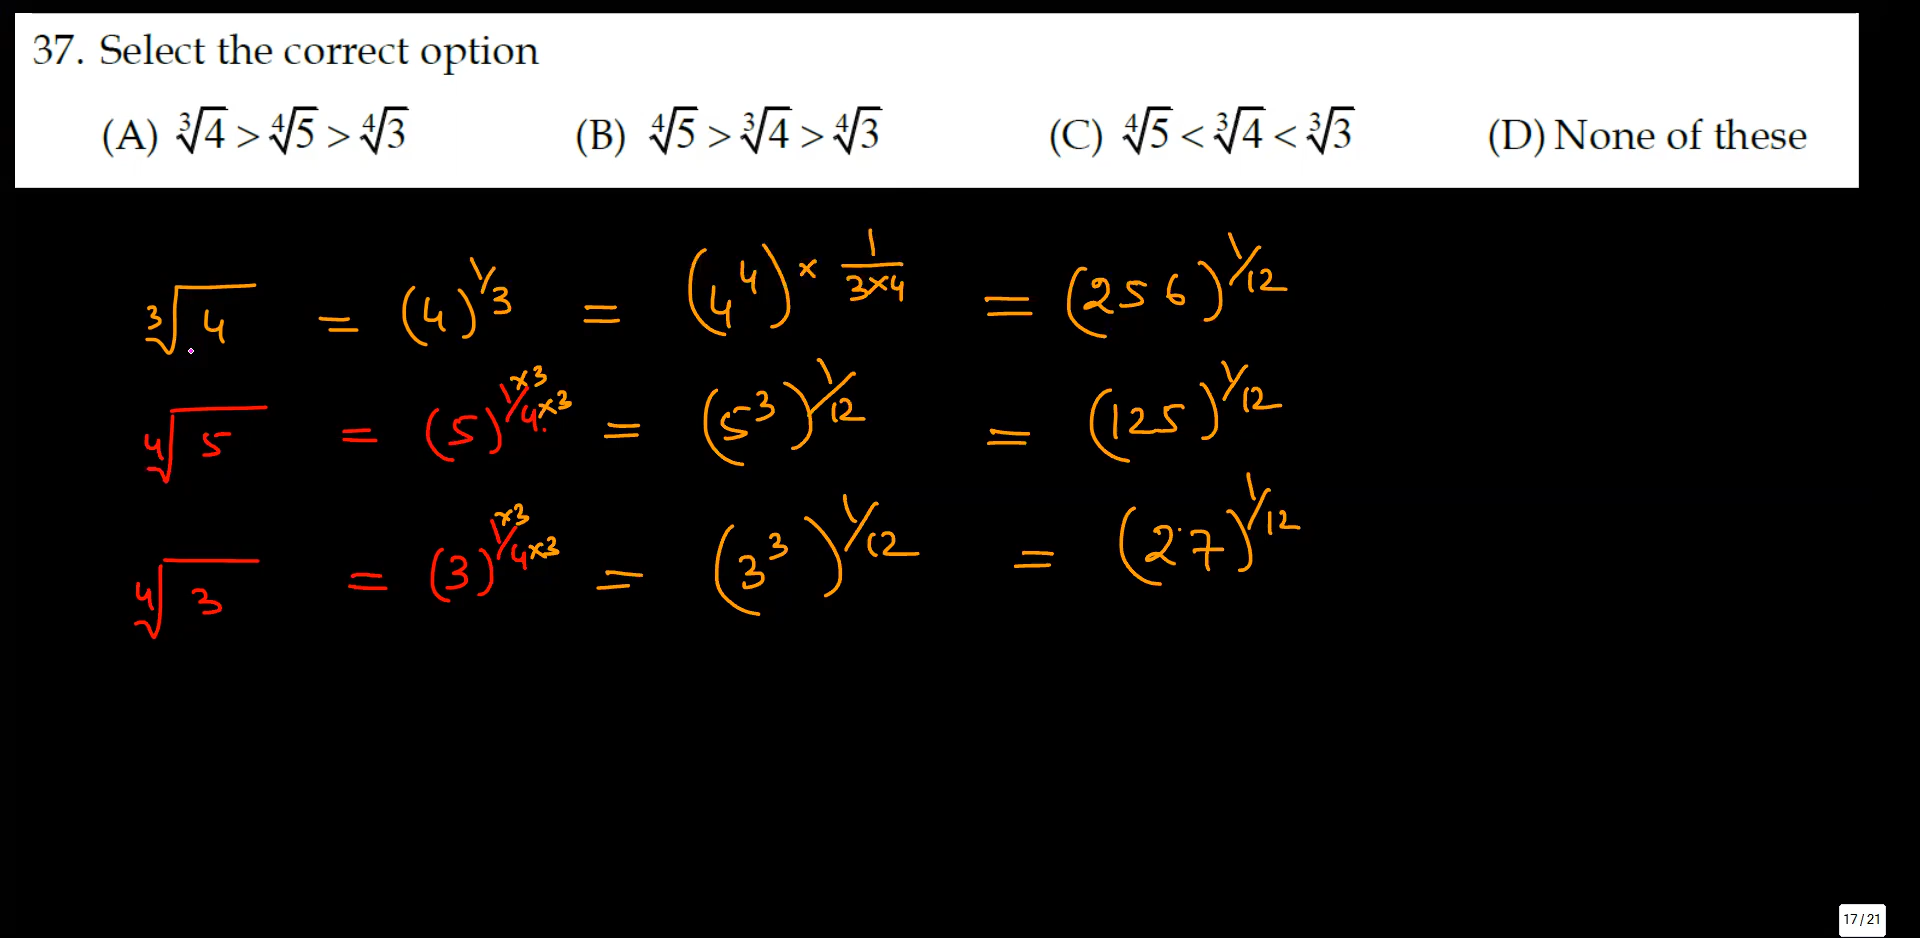 37. Select the correct option
(A) ∛4 > ∜5 > ∜3 (B) ∜5 > ∛4 > ∜3 (C) ∜5 < ∛4 < ∛3 (D) None of these
∛4 = (4)^1/3 = (4^4)^× 1/(3×4) = (256)^1/12
∜5 = (5)^1/4 ×3 ×3 = (5^3)^1/12 = (125)^1/12
∜3 = (3)^1/4 ×3 ×3 = (3^3)^1/12 = (27)^1/12
17 / 21